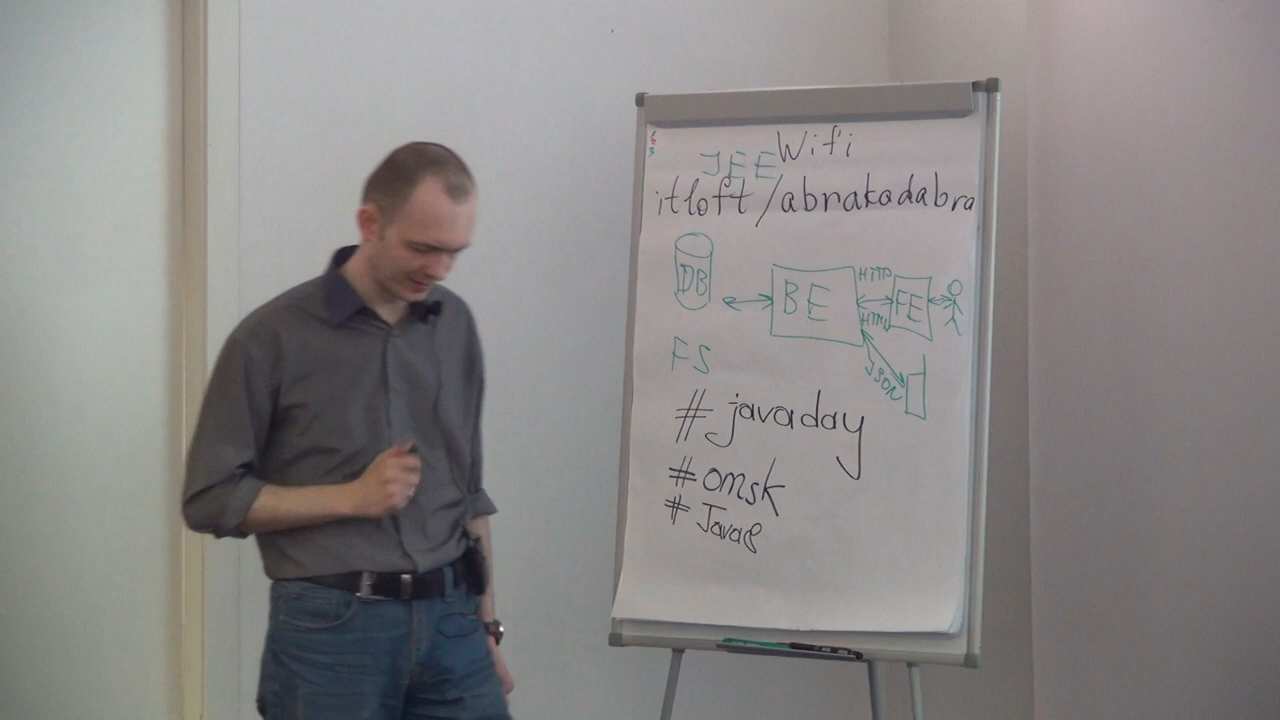 Wifi
JEE
itloft/abrakadabra
DB
BE
HTTP
HTML
FE
JSON
FS
#javaday
#omsk
#Java8